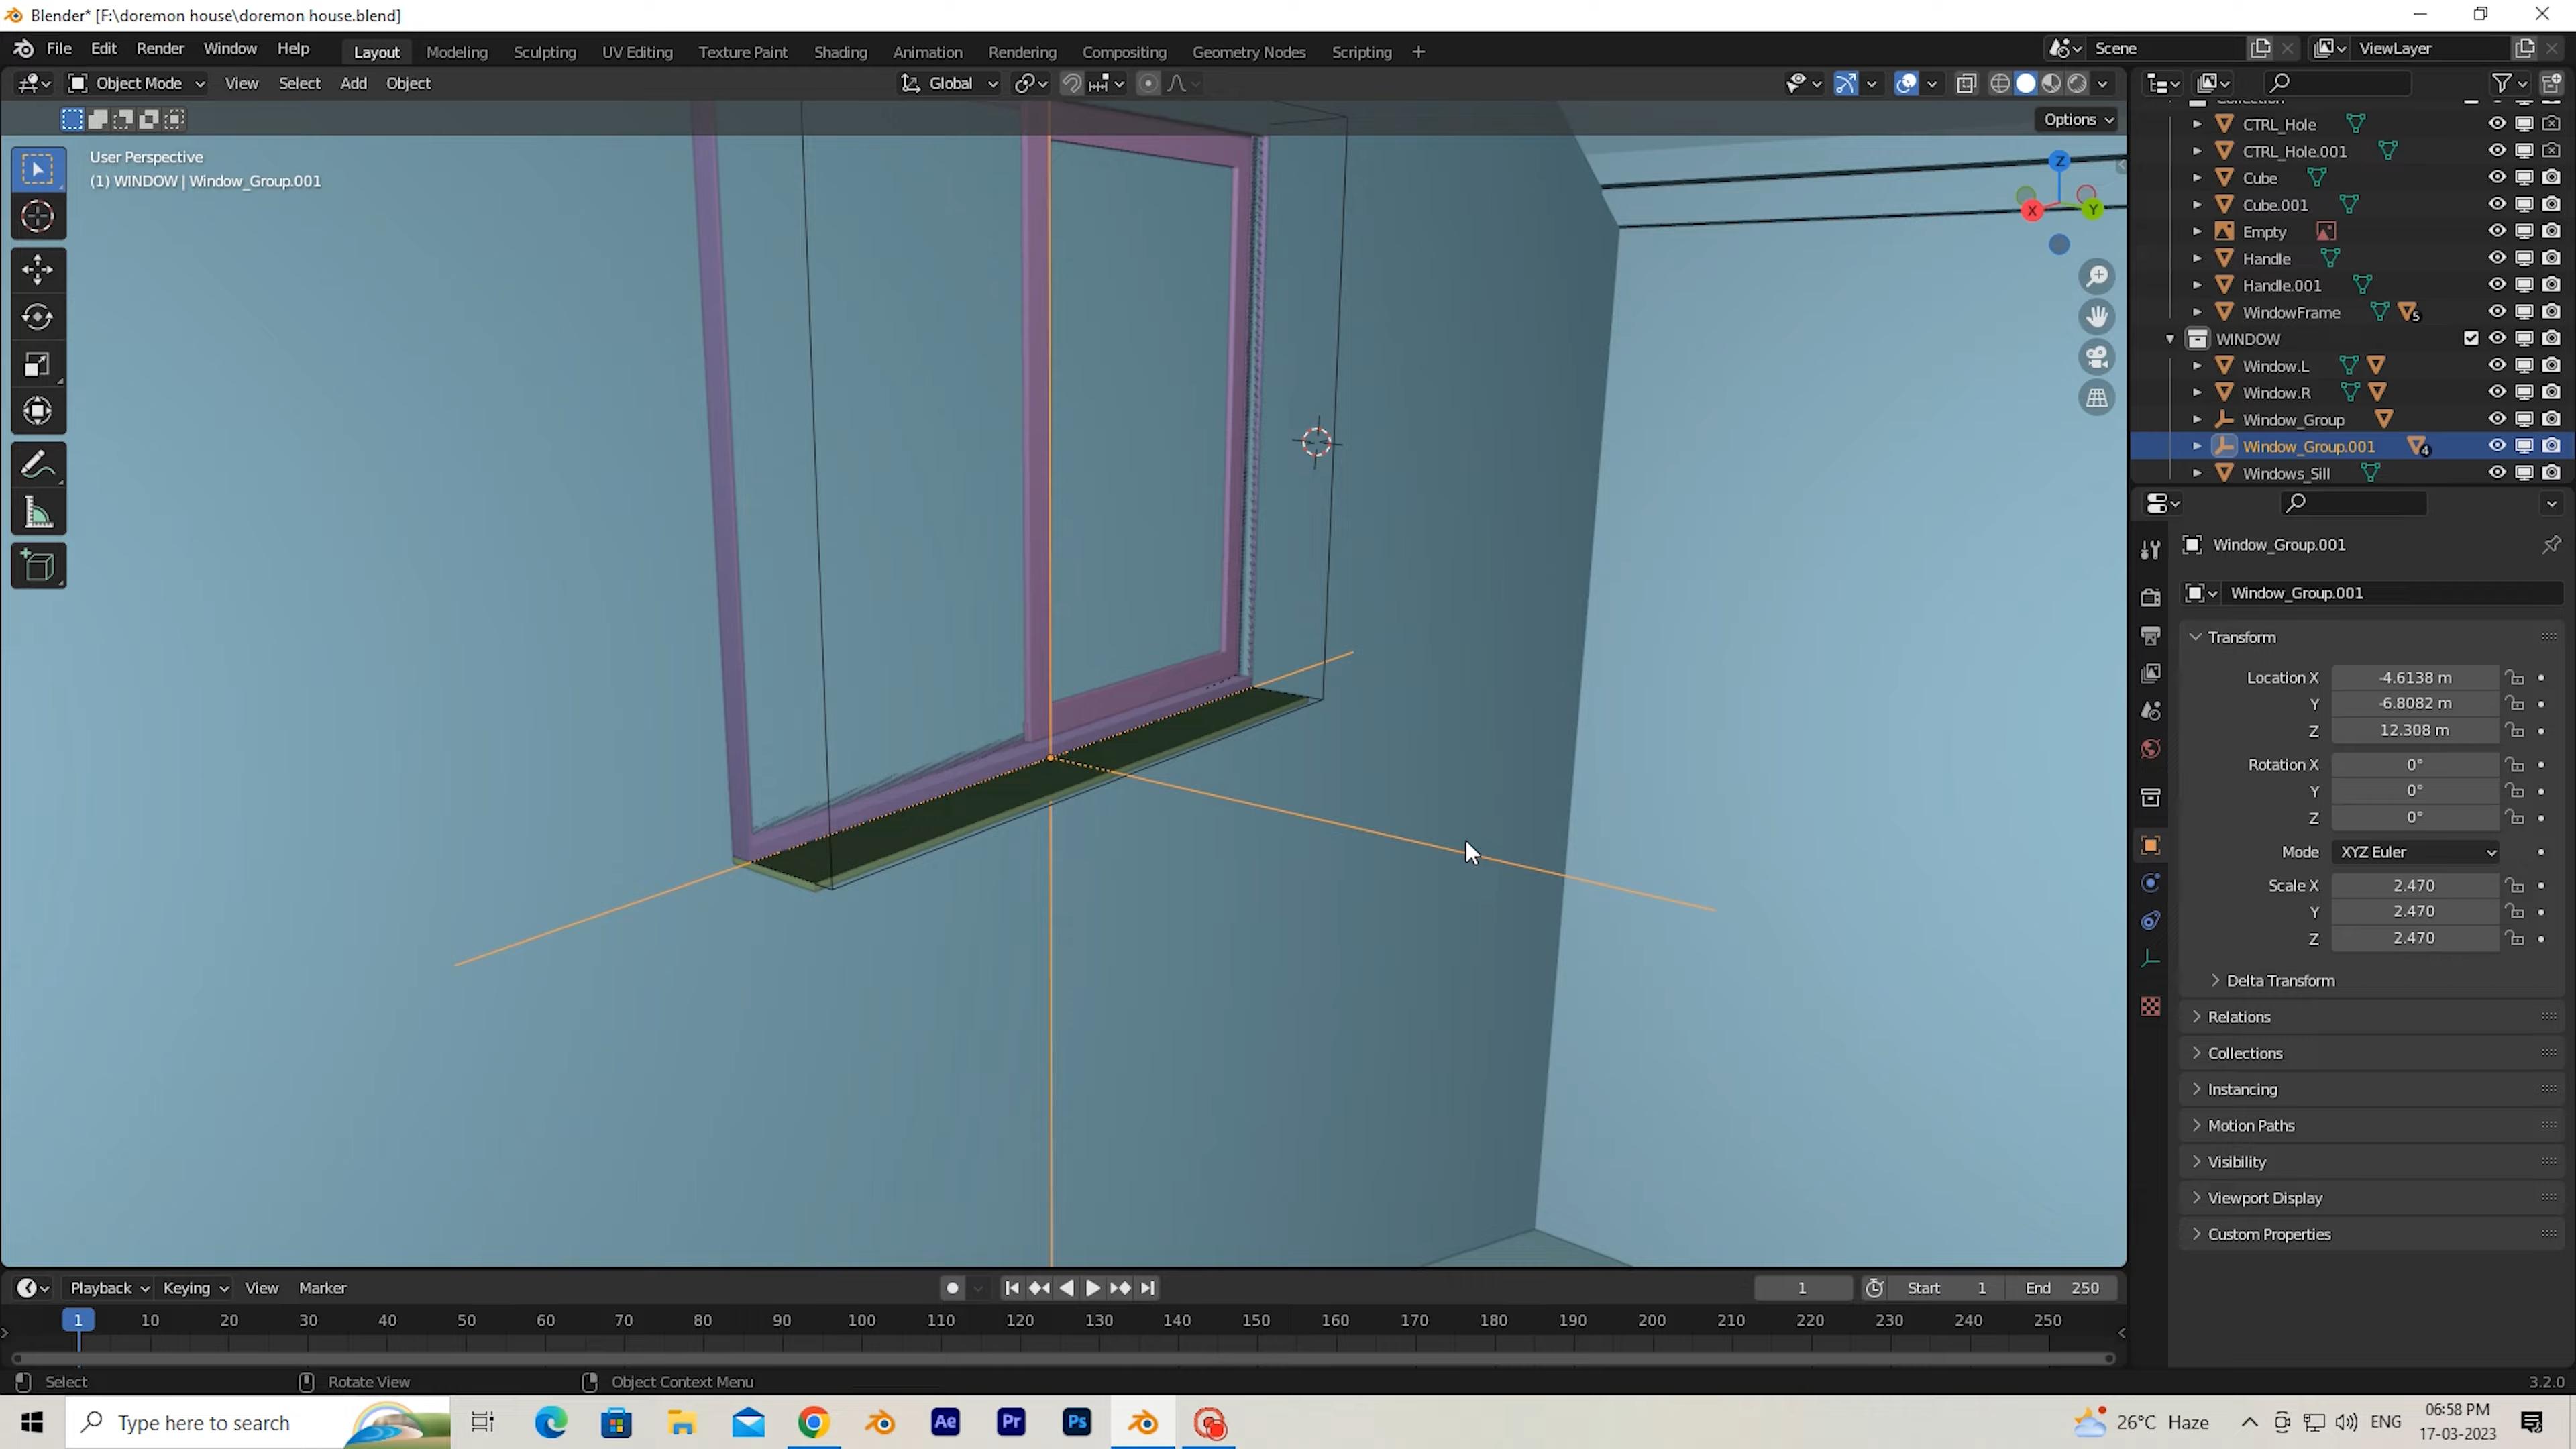 Blender* [F:\doremon house\doremon house.blend]
File Edit Render Window Help Layout Modeling Sculpting UV Editing Texture Paint Shading Animation Rendering Compositing Geometry Nodes Scripting + Scene ViewLayer
Object Mode View Select Add Object Global
Options
User Perspective
(1) WINDOW | Window_Group.001
Z
X
Y
CTRL_Hole
CTRL_Hole.001
Cube
Cube.001
Empty
Handle
Handle.001
WindowFrame 5
WINDOW
Window.L
Window.R
Window_Group
Window_Group.001 4
Windows_Sill
Window_Group.001
Window_Group.001
Transform
Location X -4.6138 m
Y -6.8082 m
Z 12.308 m
Rotation X 0°
Y 0°
Z 0°
Mode XYZ Euler
Scale X 2.470
Y 2.470
Z 2.470
Delta Transform
Relations
Collections
Instancing
Motion Paths
Visibility
Viewport Display
Custom Properties
Playback Keying View Marker 1 Start 1 End 250
1 10 20 30 40 50 60 70 80 90 100 110 120 130 140 150 160 170 180 190 200 210 220 230 240 250
Select Rotate View Object Context Menu 3.2.0
Type here to search Ae Pr Ps 26°C Haze ENG 06:58 PM
17-03-2023